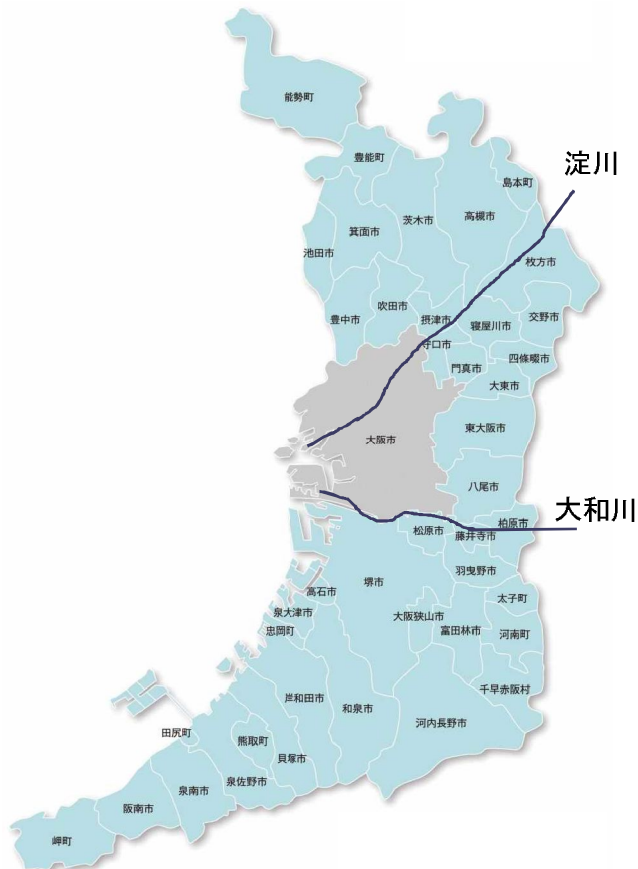 能勢町
豊能町
淀川
島本町
茨木市
高槻市
箕面市
池田市
枚方市
吹田市
豊中市
摂津市
寝屋川市
交野市
守口市
門真市
四條畷市
大東市
東大阪市
大阪市
八尾市
大和川
柏原市
松原市
藤井寺市
羽曳野市
堺市
高石市
太子町
泉大津市
大阪狭山市
忠岡町
富田林市
河南町
千早赤阪村
岸和田市
和泉市
河内長野市
田尻町
熊取町
貝塚市
泉佐野市
泉南市
阪南市
岬町